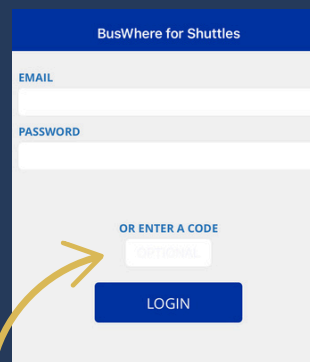 BusWhere for Shuttles
EMAIL
PASSWORD
OR ENTER A CODE
OPTIONAL
LOGIN